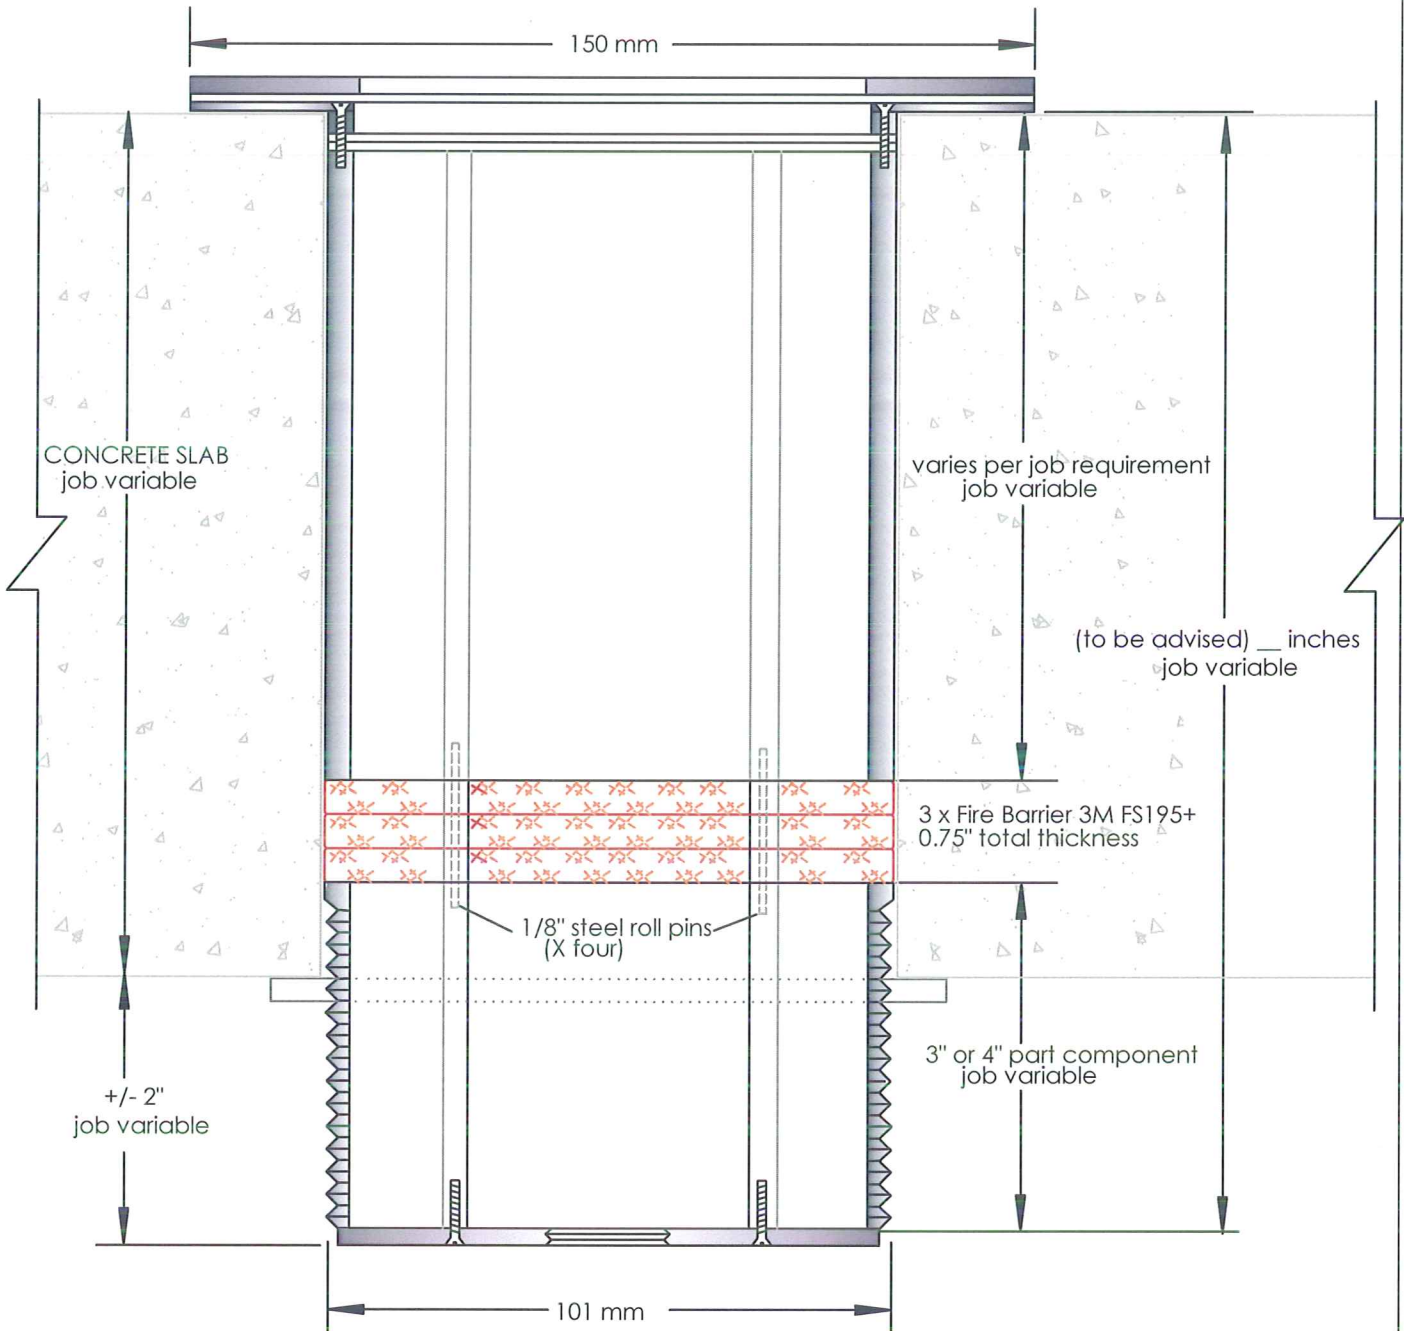 150 mm
CONCRETE SLAB
job variable
varies per job requirement
job variable
(to be advised) __ inches
job variable
3 x Fire Barrier 3M FS195+
0.75" total thickness
1/8" steel roll pins
(X four)
3" or 4" part component
job variable
+/- 2"
job variable
101 mm